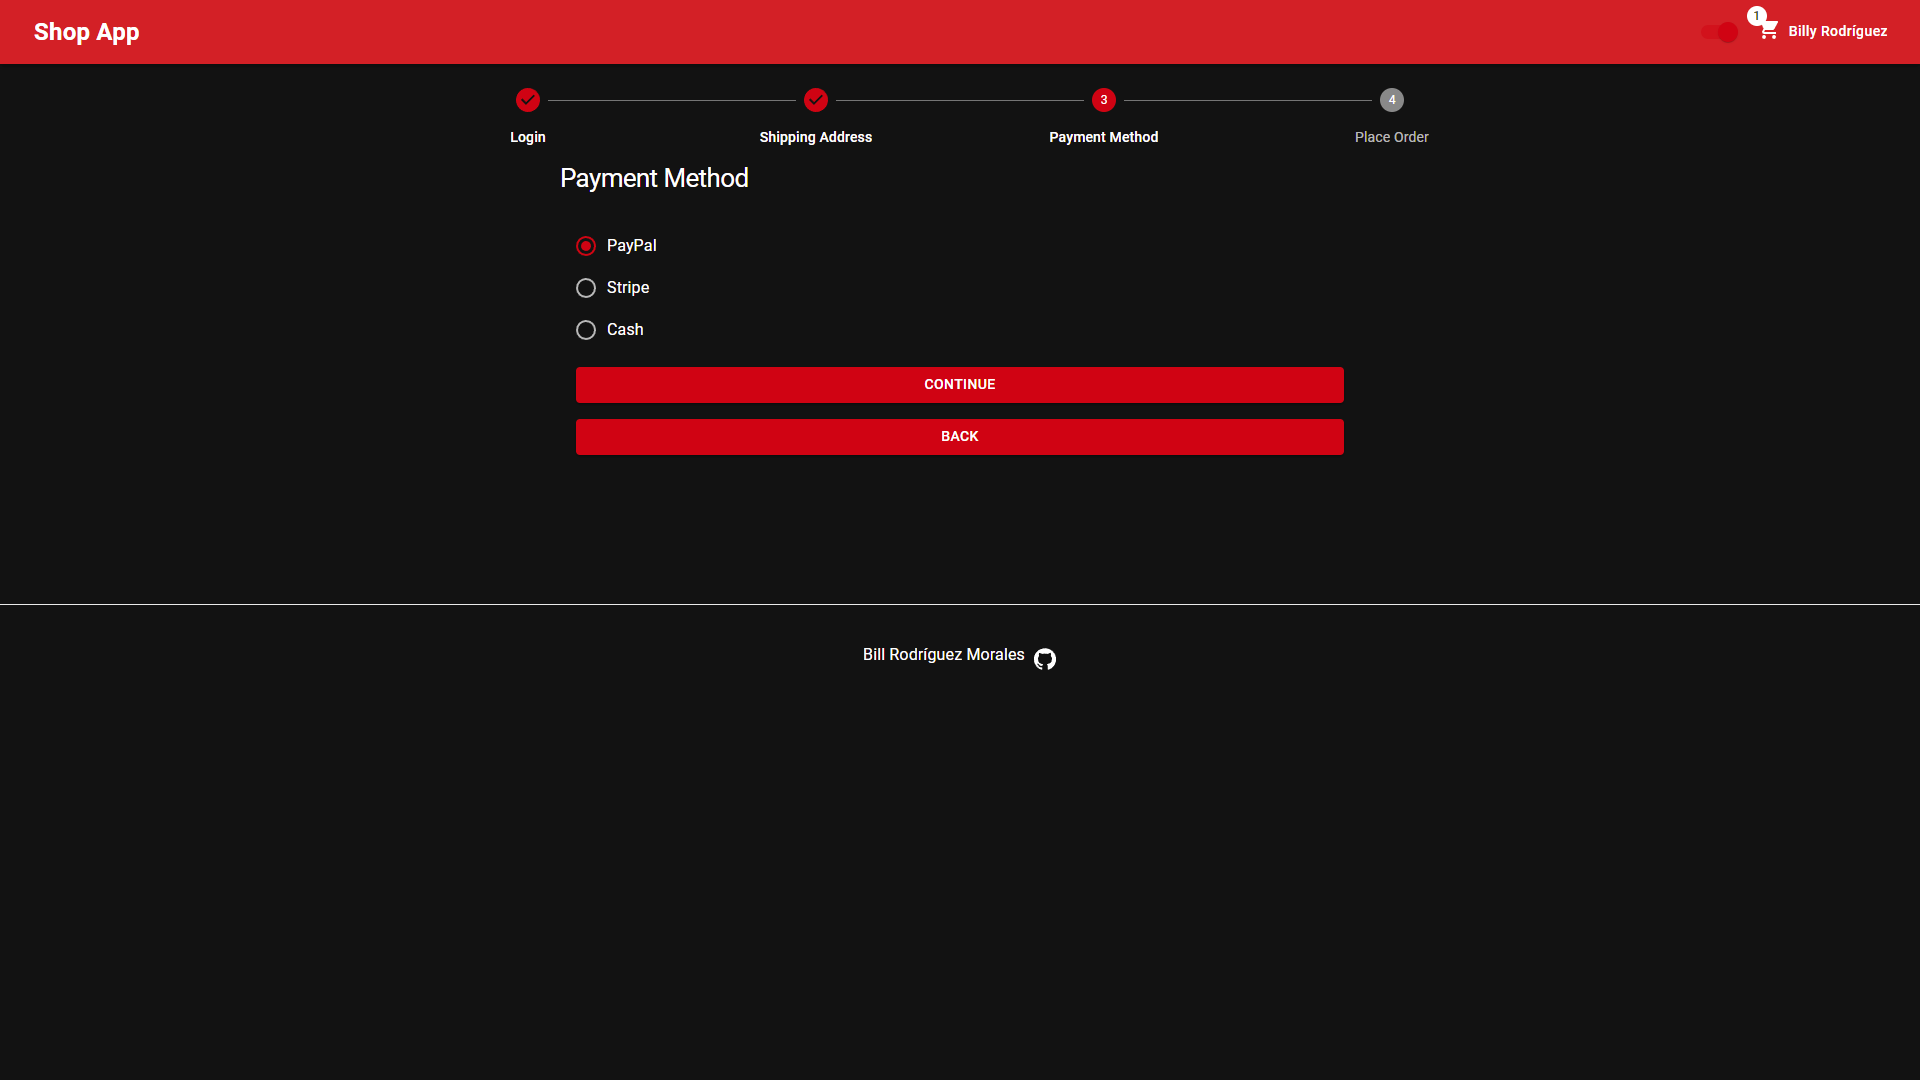 Shop App
1
Billy Rodríguez
3
4
Login
Shipping Address
Payment Method
Place Order
Payment Method
PayPal
Stripe
Cash
CONTINUE
BACK
Bill Rodríguez Morales